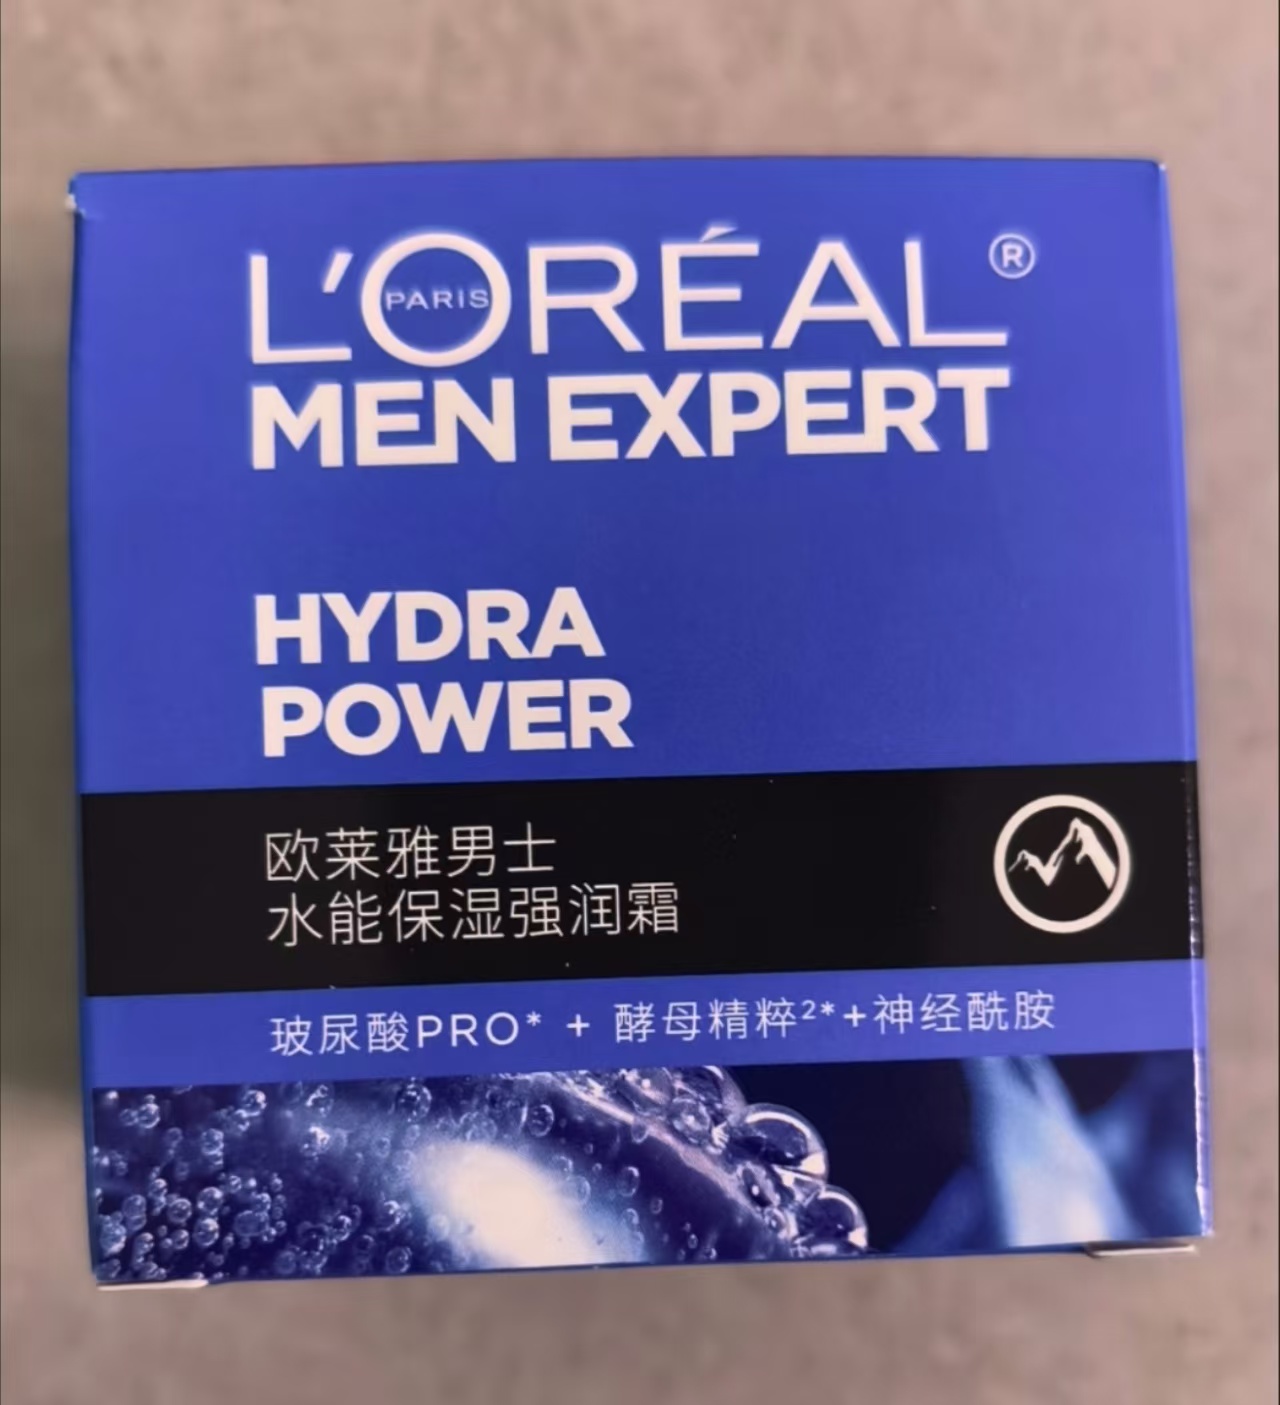 L'ORÉAL®
PARIS
MEN EXPERT
HYDRA
POWER
欧莱雅男士
水能保湿强润霜
玻尿酸PRO* + 酵母精粹²*+神经酰胺